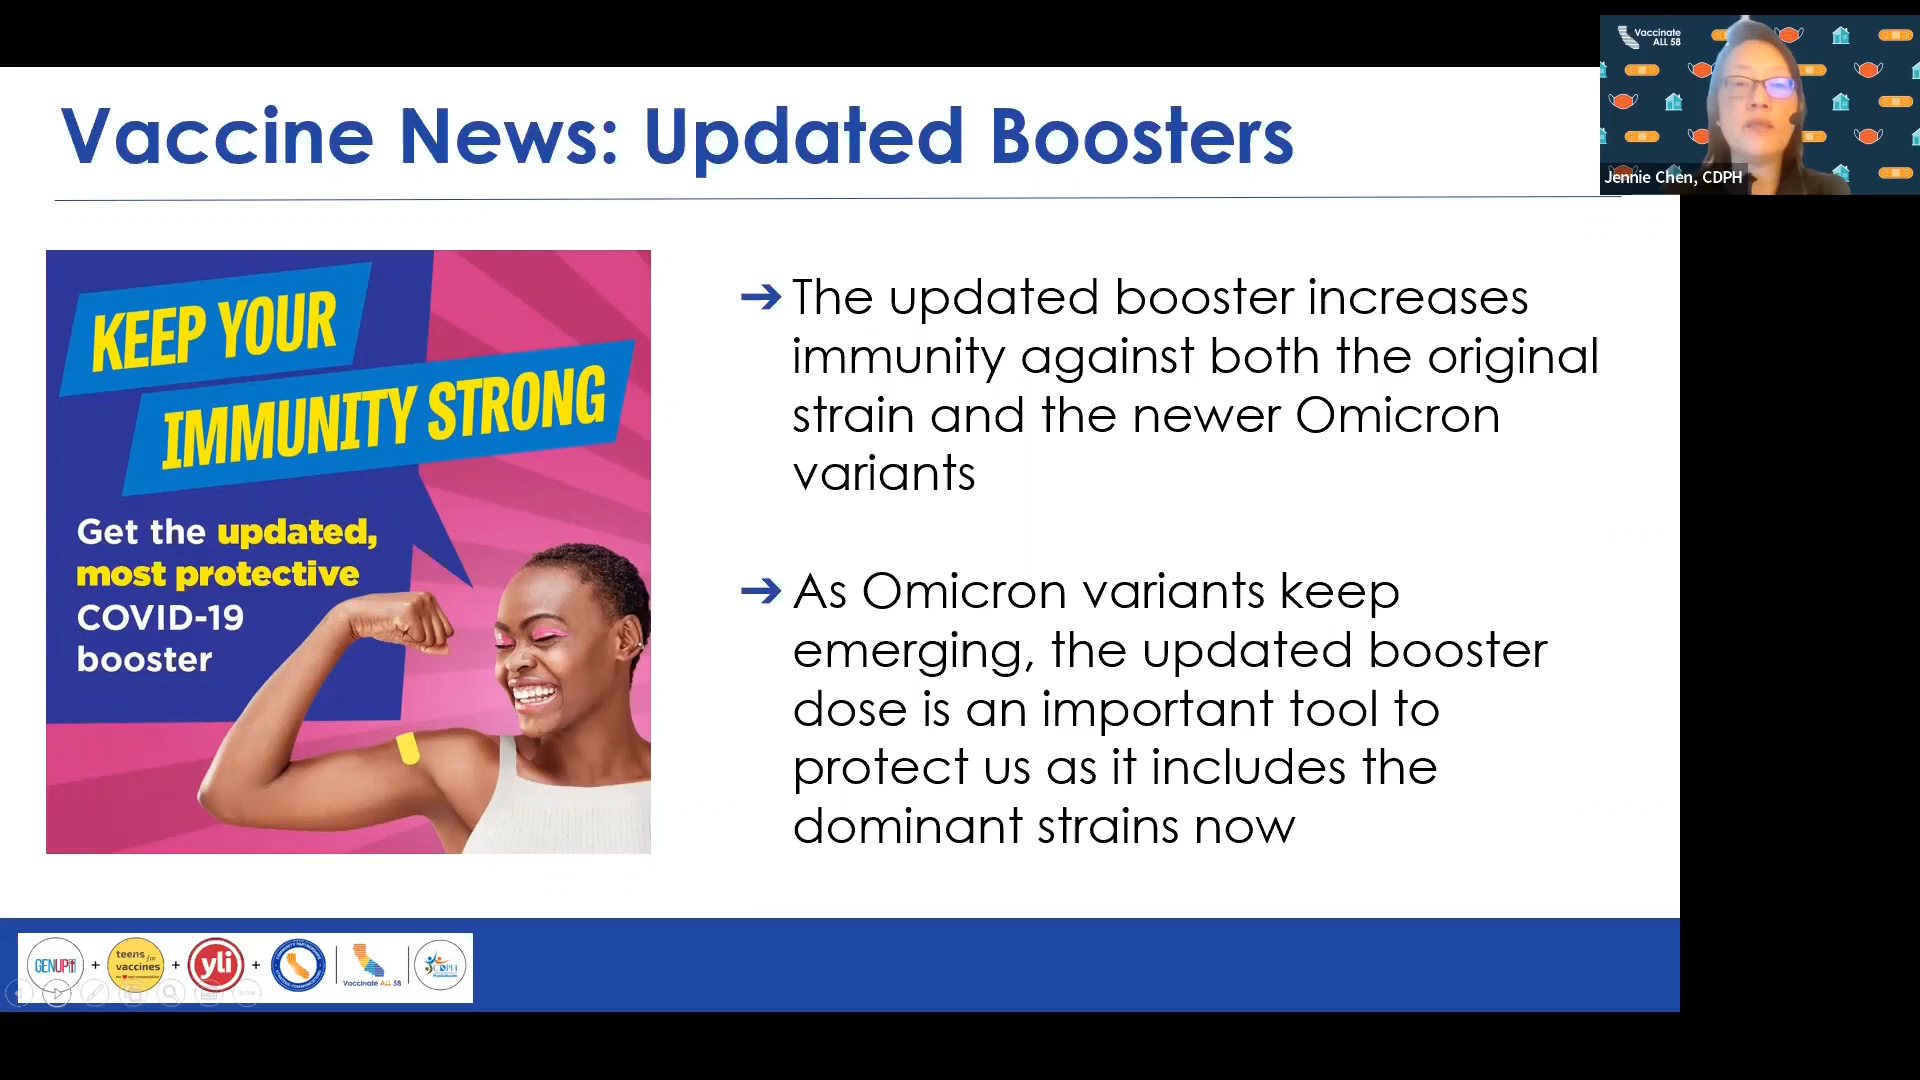 Vaccine News: Updated Boosters
Vaccinate
ALL 58
Jennie Chen, CDPH
KEEP YOUR
IMMUNITY STRONG
Get the updated,
most protective
COVID-19
booster
➔ The updated booster increases
immunity against both the original
strain and the newer Omicron
variants
➔ As Omicron variants keep
emerging, the updated booster
dose is an important tool to
protect us as it includes the
dominant strains now
GENUP
+
teens for
vaccines
+
yli
+
Vaccinate ALL 58
CDPH